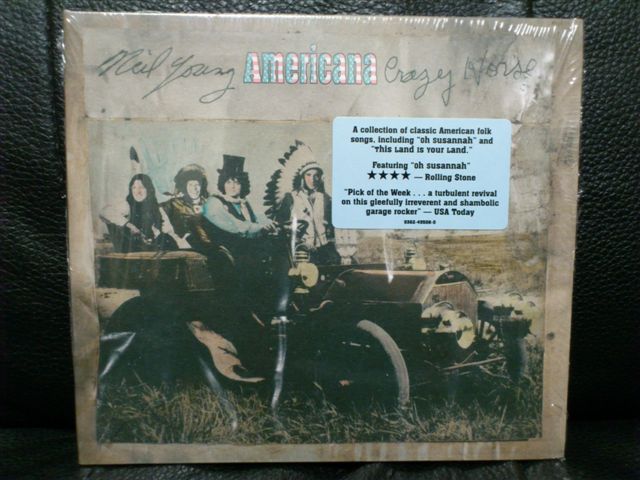 Neil Young Americana Crazy Horse
A collection of classic American folk
songs, including "oh susannah" and
"This Land is Your Land."
Featuring "oh susannah"
★★★★ — Rolling Stone
"Pick of the Week . . . a turbulent revival
on this gleefully irreverent and shambolic
garage rocker" — USA Today